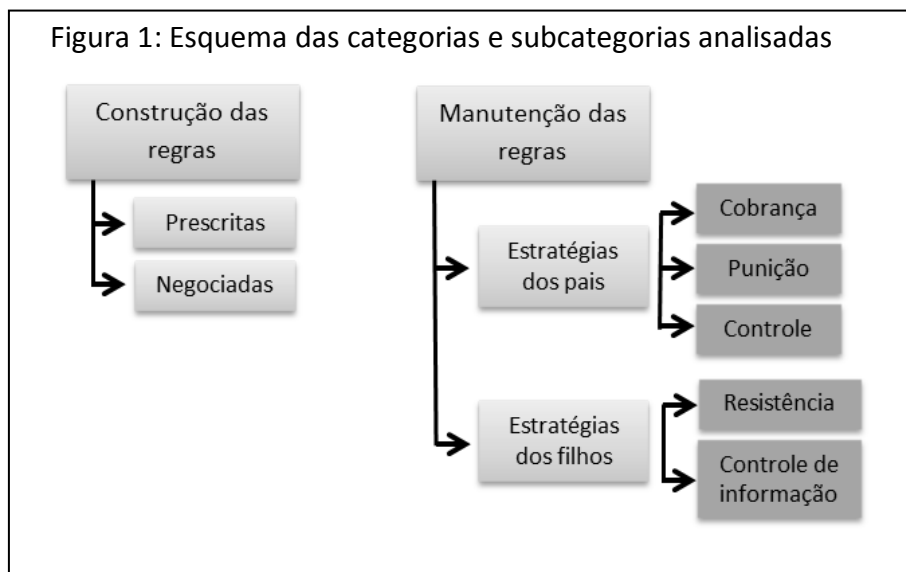 Figura 1: Esquema das categorias e subcategorias analisadas
Construção das
regras
Prescritas
Negociadas
Manutenção das
regras
Estratégias
dos pais
Cobrança
Punição
Controle
Estratégias
dos filhos
Resistência
Controle de
informação